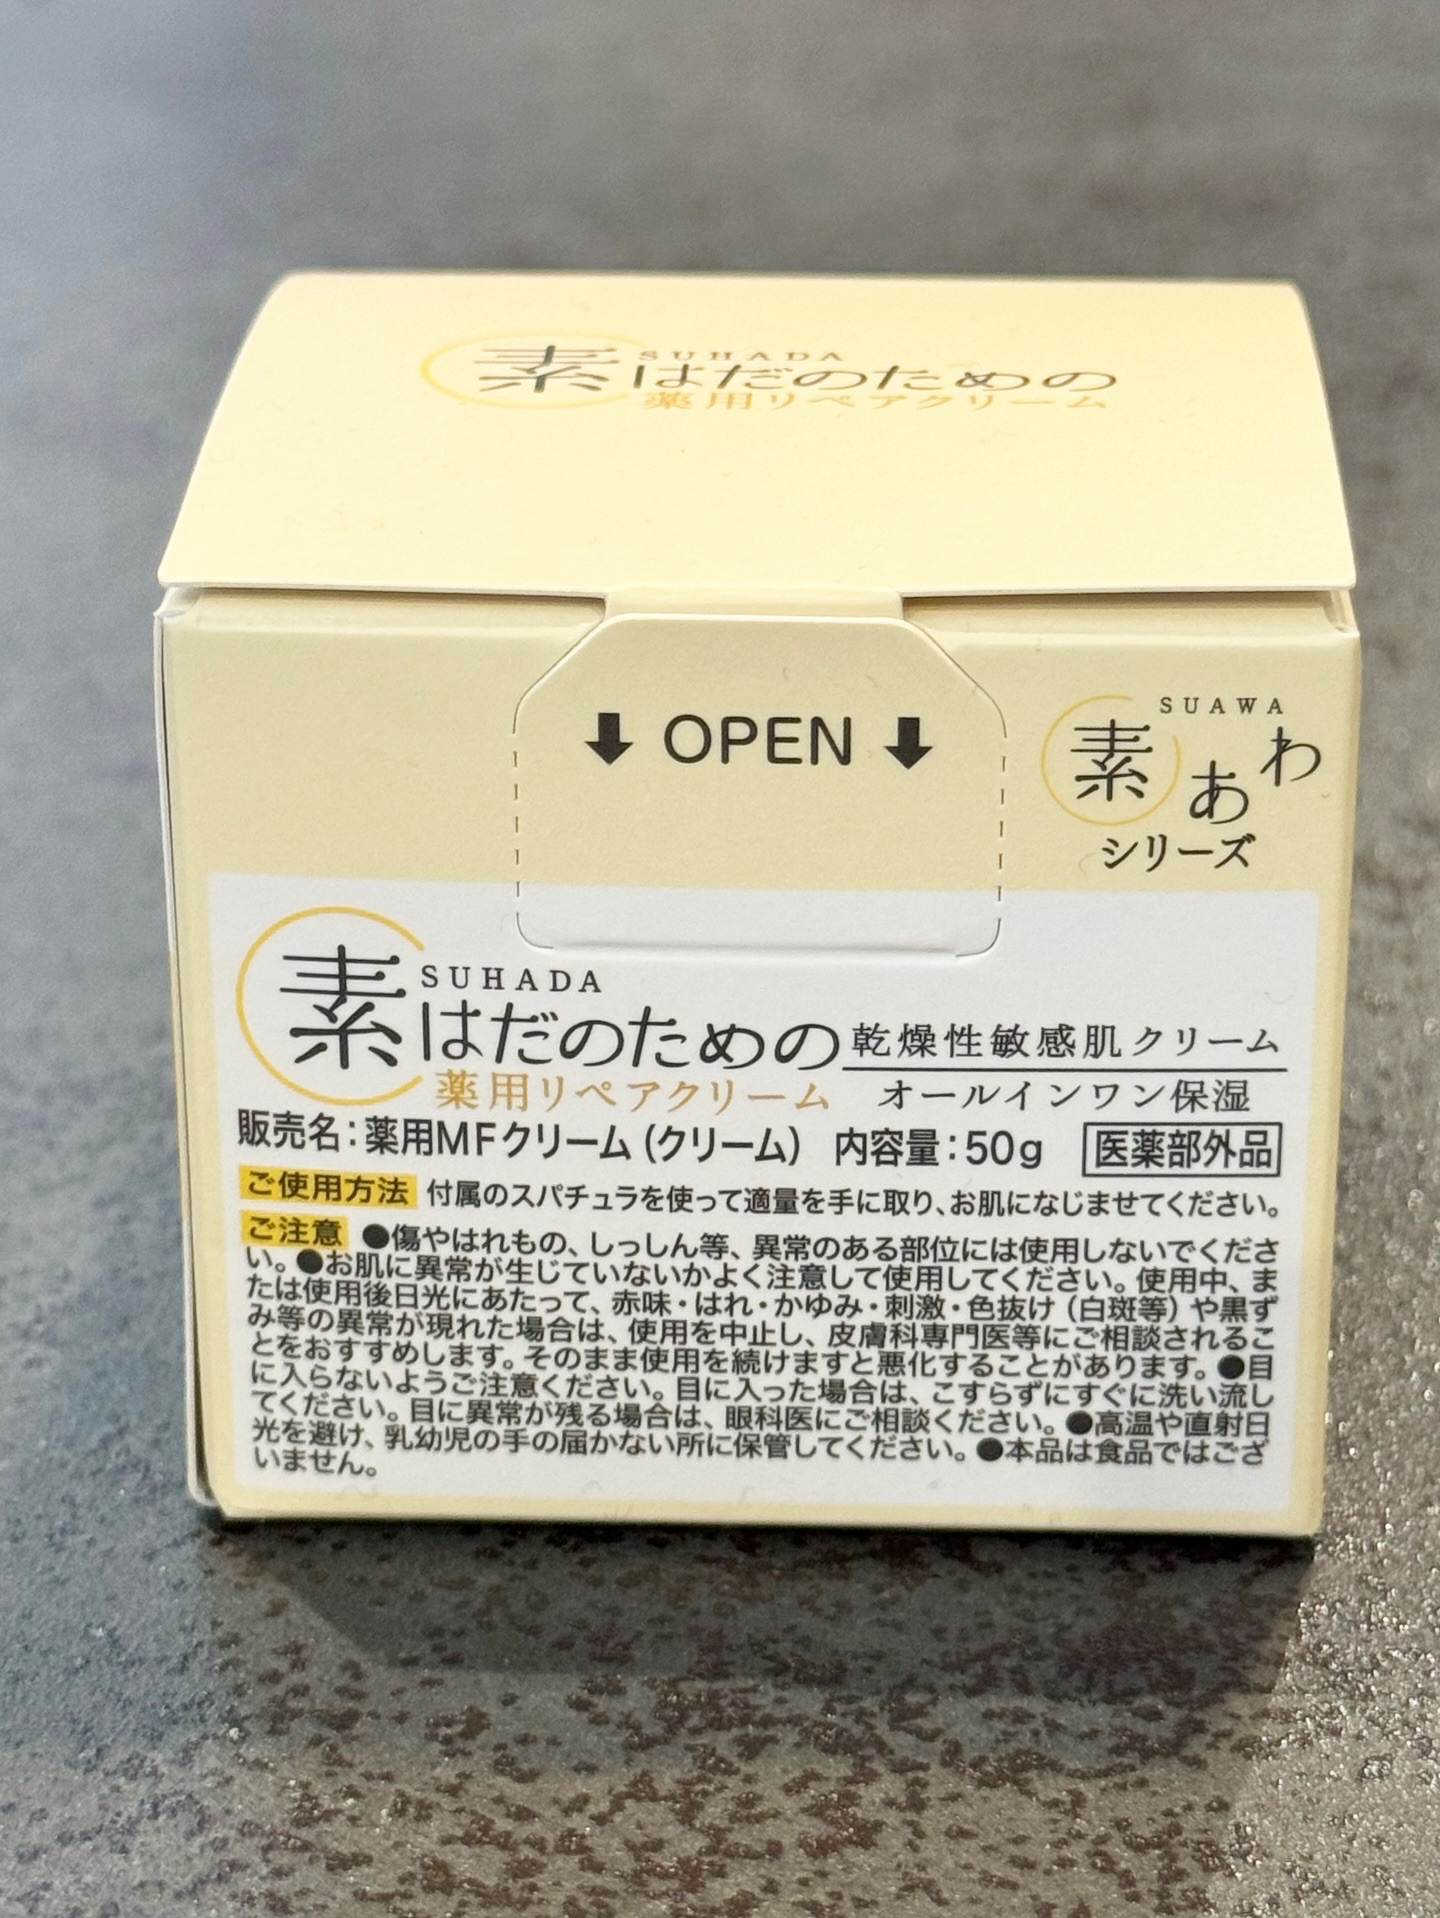 素 SUHADA
はだのための
薬用リペアクリーム
OPEN
SUAWA
素あわ
シリーズ
素 SUHADA
はだのための
薬用リペアクリーム
乾燥性敏感肌クリーム
オールインワン保湿
販売名：薬用MFクリーム（クリーム） 内容量：50g 医薬部外品
ご使用方法 付属のスパチュラを使って適量を手に取り、お肌になじませてください。
ご注意 ●傷やはれもの、しっしん等、異常のある部位には使用しないでくださ
い。●お肌に異常が生じていないかよく注意して使用してください。使用中、ま
たは使用後日光にあたって、赤味・はれ・かゆみ・刺激・色抜け（白斑等）や黒ず
み等の異常が現れた場合は、使用を中止し、皮膚科専門医等にご相談されるこ
とをおすすめします。そのまま使用を続けますと悪化することがあります。●目
に入らないようご注意ください。目に入った場合は、こすらずにすぐに洗い流し
てください。目に異常が残る場合は、眼科医にご相談ください。●高温や直射日
光を避け、乳幼児の手の届かない所に保管してください。●本品は食品ではござ
いません。